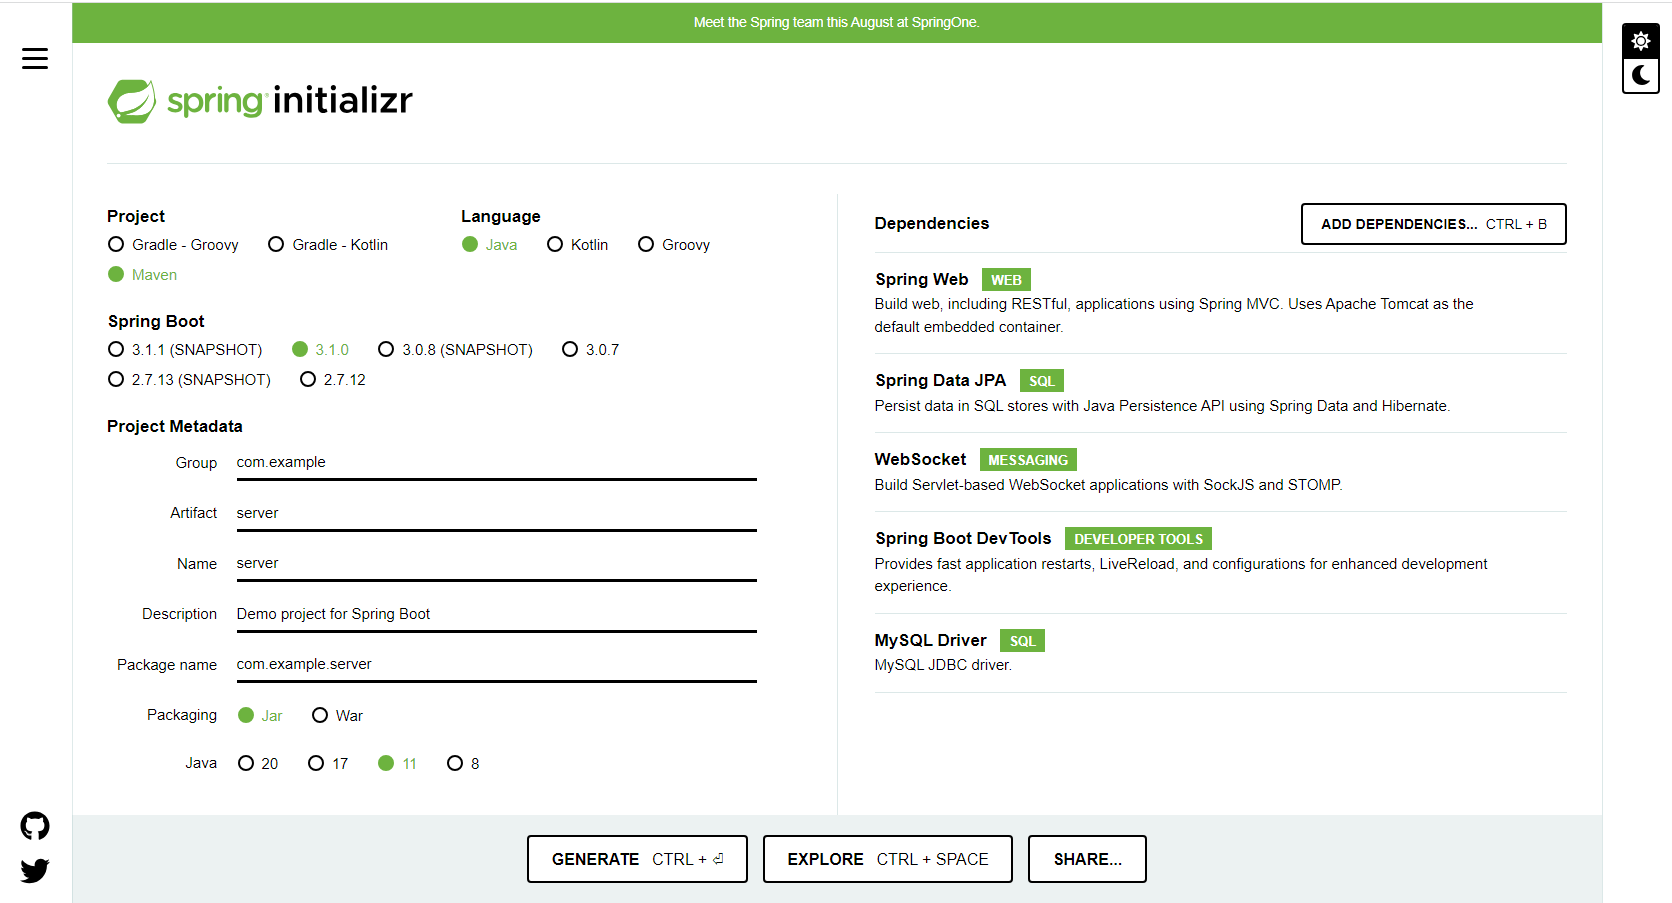 Meet the Spring team this August at SpringOne.
spring initializr
Project
Gradle - Groovy Gradle - Kotlin
Maven
Language
Java Kotlin Groovy
Spring Boot
3.1.1 (SNAPSHOT) 3.1.0 3.0.8 (SNAPSHOT) 3.0.7
2.7.13 (SNAPSHOT) 2.7.12
Project Metadata
Group com.example
Artifact server
Name server
Description Demo project for Spring Boot
Package name com.example.server
Packaging Jar War
Java 20 17 11 8
Dependencies
ADD DEPENDENCIES... CTRL + B
Spring Web WEB
Build web, including RESTful, applications using Spring MVC. Uses Apache Tomcat as the
default embedded container.
Spring Data JPA SQL
Persist data in SQL stores with Java Persistence API using Spring Data and Hibernate.
WebSocket MESSAGING
Build Servlet-based WebSocket applications with SockJS and STOMP.
Spring Boot DevTools DEVELOPER TOOLS
Provides fast application restarts, LiveReload, and configurations for enhanced development
experience.
MySQL Driver SQL
MySQL JDBC driver.
GENERATE CTRL + ⏎
EXPLORE CTRL + SPACE
SHARE...